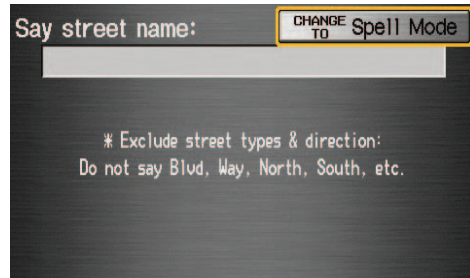 Say street name:
CHANGE TO Spell Mode
* Exclude street types & direction:
Do not say Blvd, Way, North, South, etc.